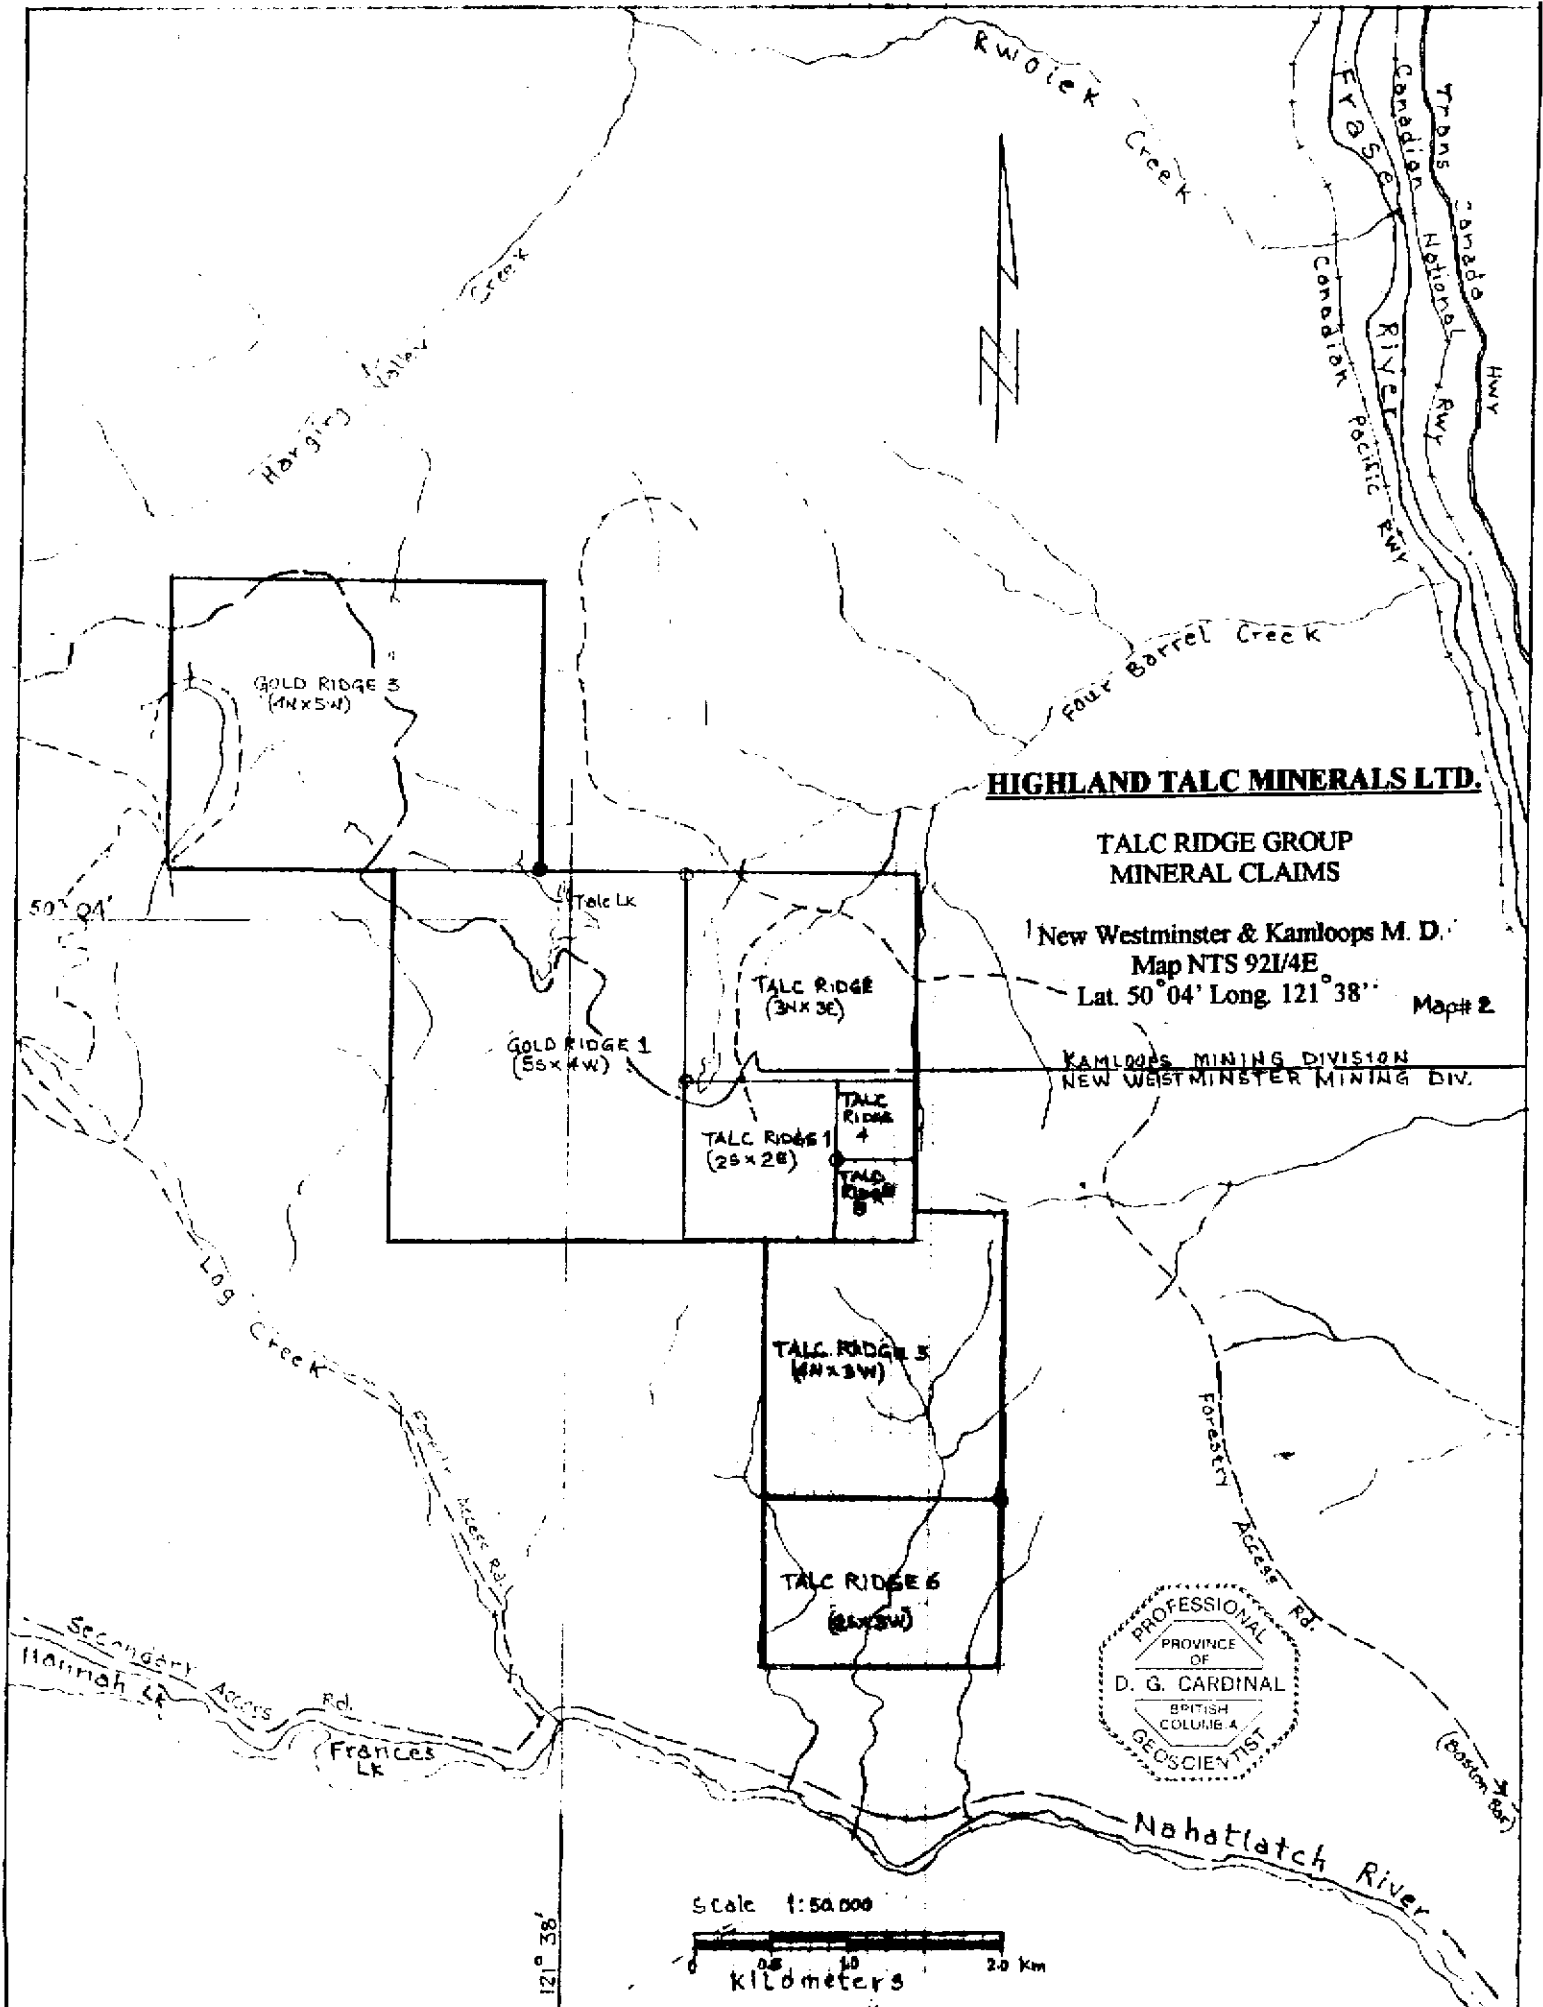 Kwoiek Creek
Fraser River
Canadian National Rwy
Trans Canada Hwy
Canadian Pacific Rwy
Hanging Valley Creek
Four Barrel Creek
GOLD RIDGE 3
(4N x 5W)
HIGHLAND TALC MINERALS LTD.
TALC RIDGE GROUP
MINERAL CLAIMS
New Westminster & Kamloops M. D.
Map NTS 92I/4E
Lat. 50°04' Long. 121°38''
Map# 2
50° 04'
Talc Lk
TALC RIDGE
(3N x 3E)
GOLD RIDGE 1
(5S x 4W)
KAMLOOPS MINING DIVISION
NEW WESTMINSTER MINING DIV.
TALC RIDGE 1
(2S x 2E)
TALC
RIDGE
4
TALC
RIDGE
Log Creek
TALC RIDGE 5
(4N x 3W)
Forestry Access Rd.
(Boston Bar)
Access Rd.
TALC RIDGE 6
(2S x 3W)
PROFESSIONAL
PROVINCE
OF
D. G. CARDINAL
BRITISH
COLUMBIA
GEOSCIENTIST
Secondary Access Rd.
Hannah Lk
Frances
Lk
Nahatlatch River
121° 38'
Scale 1:50,000
0 0.5 1.0 2.0 Km
Kilometers